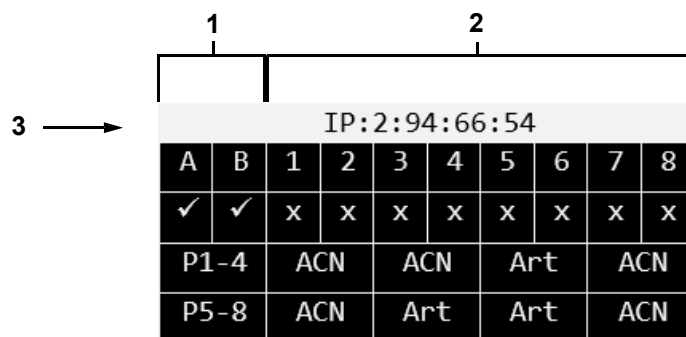 1 2
3
IP:2:94:66:54
A B 1 2 3 4 5 6 7 8
✓ ✓ x x x x x x x x
P1-4 ACN ACN Art ACN
P5-8 ACN Art Art ACN